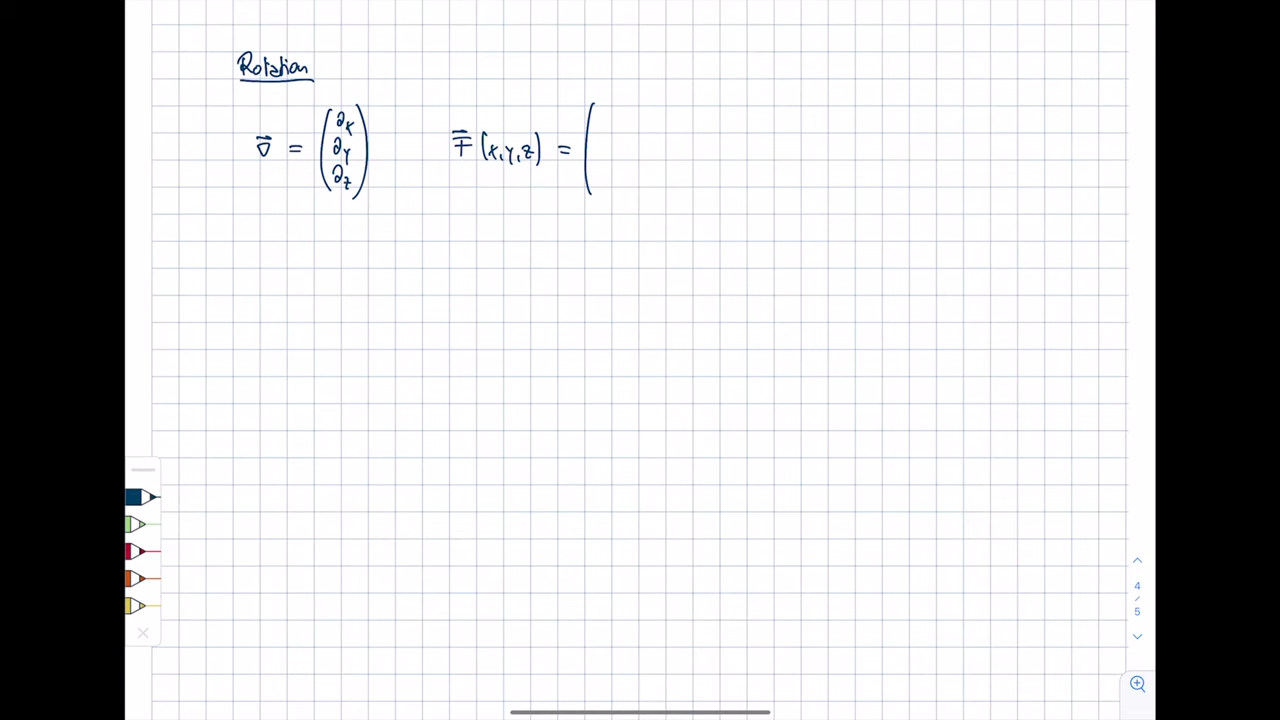 Rotation
∇⃗ = (∂x ∂y ∂z) F⃗ (x,y,z) = (
4
/
5